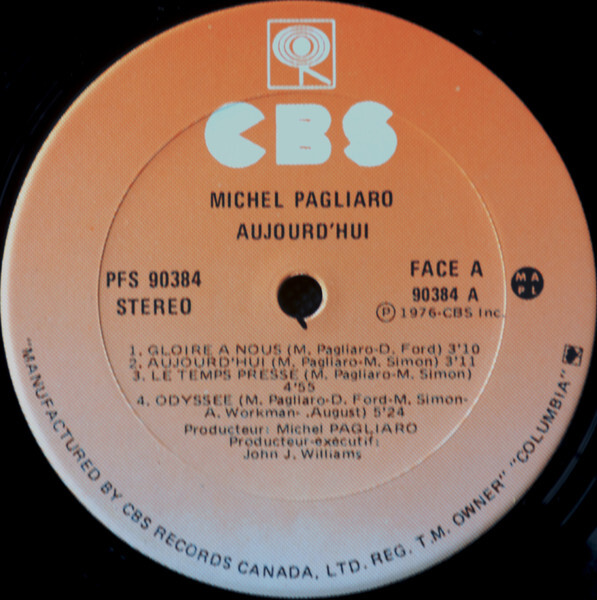 CBS
MICHEL PAGLIARO
AUJOURD'HUI
PFS 90384
STEREO
FACE A
90384 A
MAPL
Ⓟ 1976-CBS Inc.
1. GLOIRE A NOUS (M. Pagliaro-D. Ford) 3'10
2. AUJOURD'HUI (M. Pagliaro-M. Simon) 3'11
3. LE TEMPS PRESSE (M. Pagliaro-M. Simon)
4'55
4. ODYSSEE (M. Pagliaro-D. Ford-M. Simon-
A. Workman- .August) 5'24
Producteur: Michel PAGLIARO
Producteur-exécutif:
John J. Williams
"MANUFACTURED BY CBS RECORDS CANADA, LTD. REG. T.M. OWNER" "COLUMBIA"